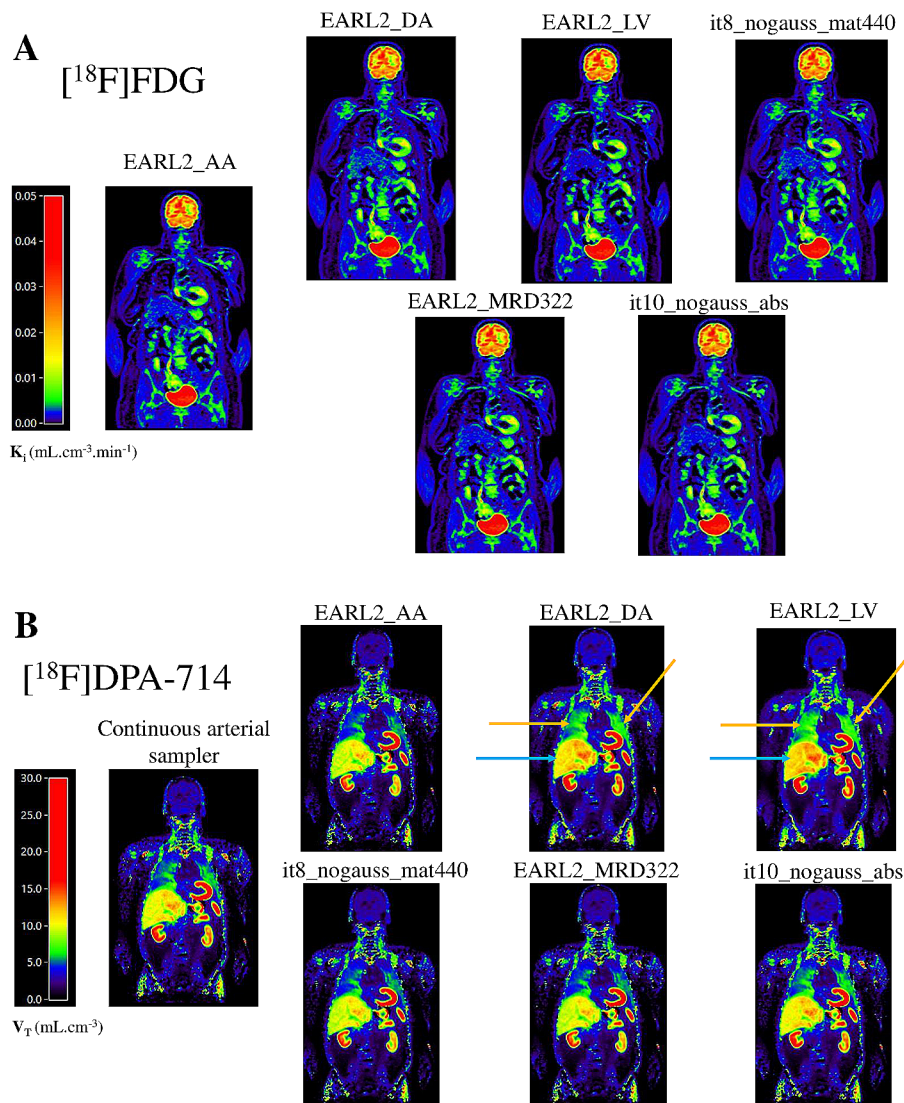 A
[¹⁸F]FDG
EARL2_DA
EARL2_LV
it8_nogauss_mat440
EARL2_AA
0.05
0.04
0.03
0.02
0.01
0.00
Kᵢ (mL.cm⁻³.min⁻¹)
EARL2_MRD322
it10_nogauss_abs
B
[¹⁸F]DPA-714
EARL2_AA
EARL2_DA
EARL2_LV
Continuous arterial
sampler
30.0
25.0
20.0
15.0
10.0
5.0
0.0
V_T (mL.cm⁻³)
it8_nogauss_mat440
EARL2_MRD322
it10_nogauss_abs